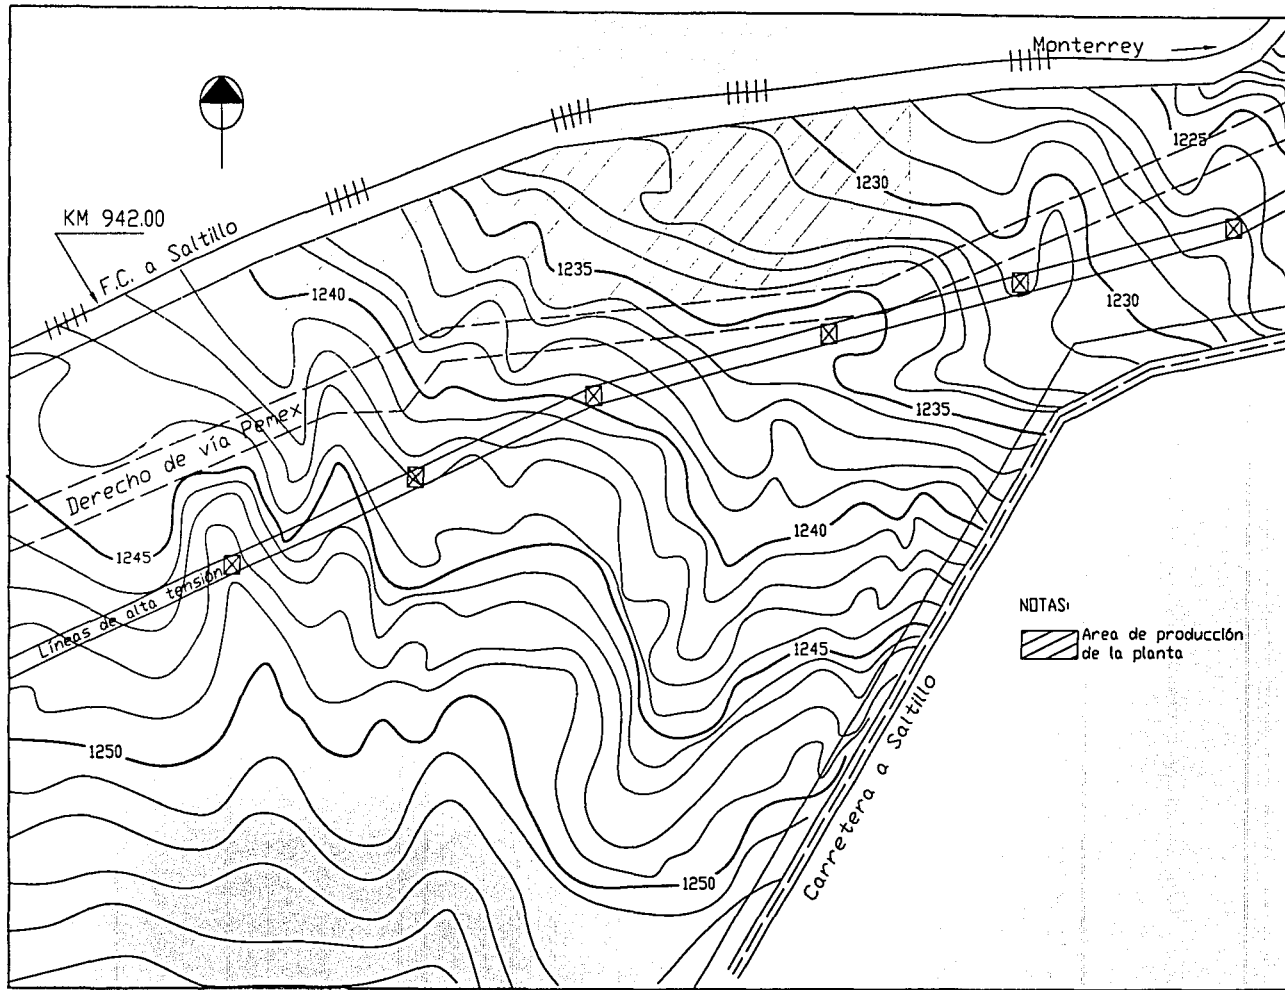 Monterrey
1225
KM 942.00
F.C. a Saltillo
1230
1235
1240
1230
Derecho de vía Pemex
1235
1245
1240
Líneas de alta tensión
NOTAS:
Area de producción
de la planta
1245
Carretera a Saltillo
1250
1250